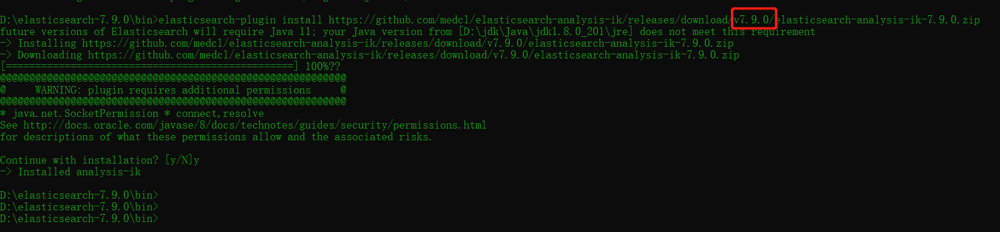 D:\elasticsearch-7.9.0\bin>elasticsearch-plugin install https://github.com/medcl/elasticsearch-analysis-ik/releases/download/v7.9.0/elasticsearch-analysis-ik-7.9.0.zip
future versions of Elasticsearch will require Java 11; your Java version from [D:\jdk\Java\jdk1.8.0_201\jre] does not meet this requirement
-> Installing https://github.com/medcl/elasticsearch-analysis-ik/releases/download/v7.9.0/elasticsearch-analysis-ik-7.9.0.zip
-> Downloading https://github.com/medcl/elasticsearch-analysis-ik/releases/download/v7.9.0/elasticsearch-analysis-ik-7.9.0.zip
[=================================================] 100%??
@@@@@@@@@@@@@@@@@@@@@@@@@@@@@@@@@@@@@@@@@@@@@@@@@@@@@@@@@@@
@     WARNING: plugin requires additional permissions     @
@@@@@@@@@@@@@@@@@@@@@@@@@@@@@@@@@@@@@@@@@@@@@@@@@@@@@@@@@@@
* java.net.SocketPermission * connect,resolve
See http://docs.oracle.com/javase/8/docs/technotes/guides/security/permissions.html
for descriptions of what these permissions allow and the associated risks.
Continue with installation? [y/N]y
-> Installed analysis-ik
D:\elasticsearch-7.9.0\bin>
D:\elasticsearch-7.9.0\bin>
D:\elasticsearch-7.9.0\bin>